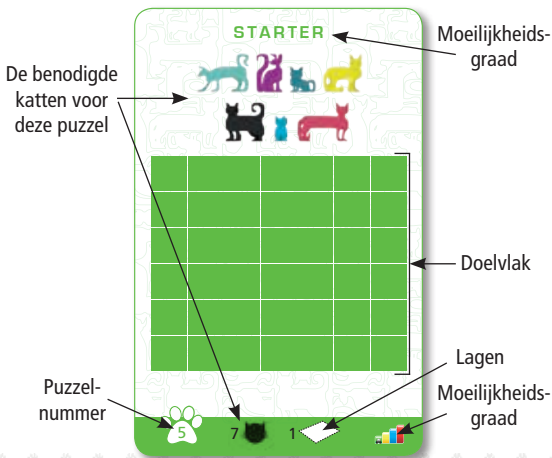 STARTER
Moeilijkheids-
graad
De benodigde
katten voor
deze puzzel
Doelvlak
Lagen
Puzzel-
nummer
Moeilijkheids-
graad
5
7
1